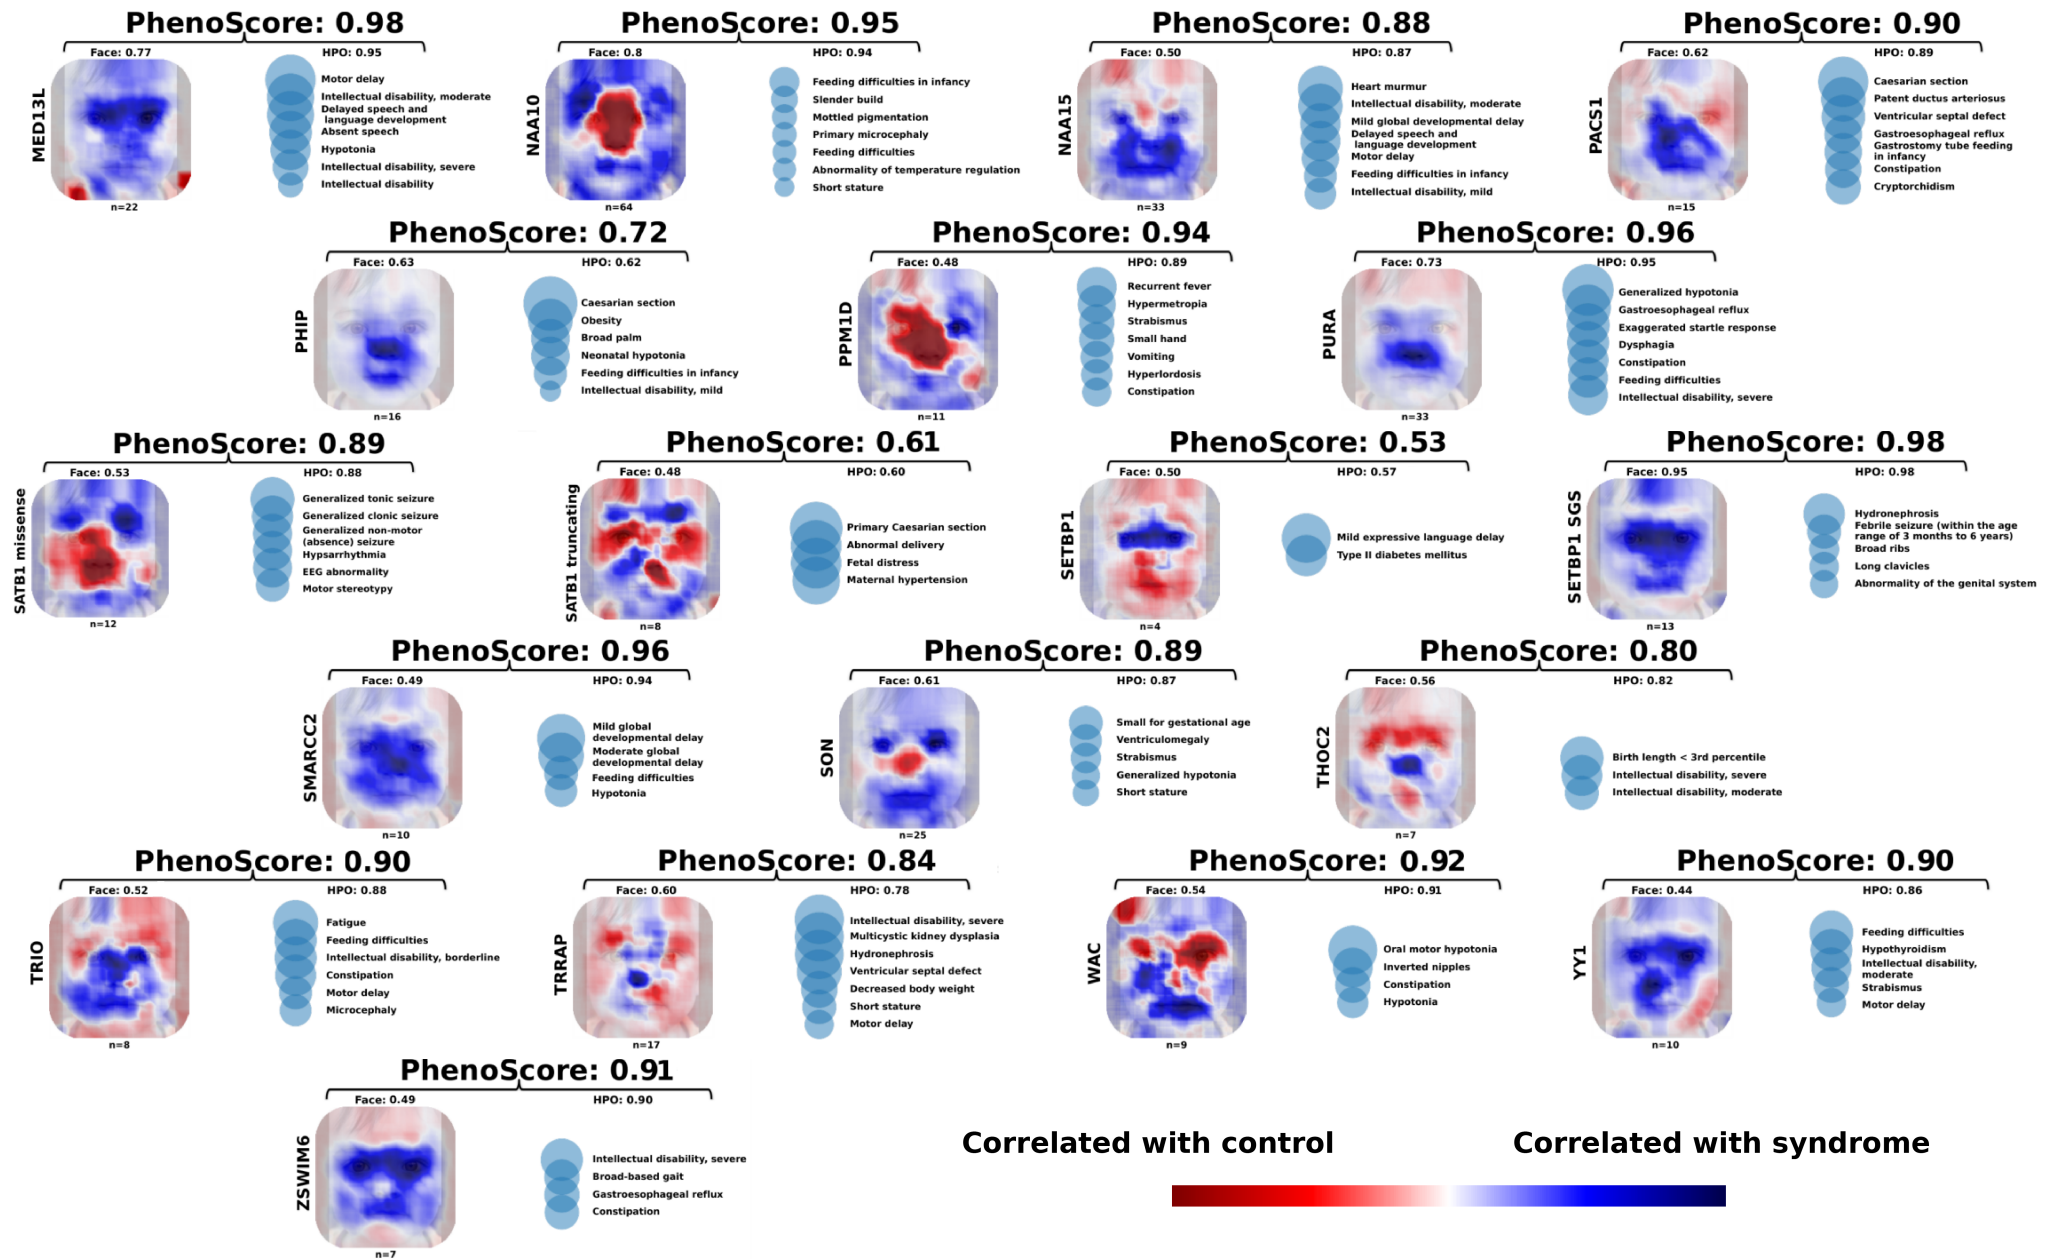 PhenoScore: 0.98
Face: 0.77
HPO: 0.95
MED13L
Motor delay
Intellectual disability, moderate
Delayed speech and
language development
Absent speech
Hypotonia
Intellectual disability, severe
Intellectual disability
n=22
PhenoScore: 0.95
Face: 0.8
HPO: 0.94
NAA10
Feeding difficulties in infancy
Slender build
Mottled pigmentation
Primary microcephaly
Feeding difficulties
Abnormality of temperature regulation
Short stature
n=64
PhenoScore: 0.88
Face: 0.50
HPO: 0.87
NAA15
Heart murmur
Intellectual disability, moderate
Mild global developmental delay
Delayed speech and
language development
Motor delay
Feeding difficulties in infancy
Intellectual disability, mild
n=33
PhenoScore: 0.90
Face: 0.62
HPO: 0.89
PACS1
Caesarian section
Patent ductus arteriosus
Ventricular septal defect
Gastroesophageal reflux
Gastrostomy tube feeding
in infancy
Constipation
Cryptorchidism
n=15
PhenoScore: 0.72
Face: 0.63
HPO: 0.62
PHIP
Caesarian section
Obesity
Broad palm
Neonatal hypotonia
Feeding difficulties in infancy
Intellectual disability, mild
n=16
PhenoScore: 0.94
Face: 0.48
HPO: 0.89
PPM1D
Recurrent fever
Hypermetropia
Strabismus
Small hand
Vomiting
Hyperlordosis
Constipation
n=11
PhenoScore: 0.96
Face: 0.73
HPO: 0.95
PURA
Generalized hypotonia
Gastroesophageal reflux
Exaggerated startle response
Dysphagia
Constipation
Feeding difficulties
Intellectual disability, severe
n=33
PhenoScore: 0.89
Face: 0.53
HPO: 0.88
SATB1 missense
Generalized tonic seizure
Generalized clonic seizure
Generalized non-motor
(absence) seizure
Hypsarrhythmia
EEG abnormality
Motor stereotypy
n=12
PhenoScore: 0.61
Face: 0.48
HPO: 0.60
SATB1 truncating
Primary Caesarian section
Abnormal delivery
Fetal distress
Maternal hypertension
n=8
PhenoScore: 0.53
Face: 0.50
HPO: 0.57
SETBP1
Mild expressive language delay
Type II diabetes mellitus
n=4
PhenoScore: 0.98
Face: 0.95
HPO: 0.98
SETBP1 SGS
Hydronephrosis
Febrile seizure (within the age
range of 3 months to 6 years)
Broad ribs
Long clavicles
Abnormality of the genital system
n=13
PhenoScore: 0.96
Face: 0.49
HPO: 0.94
SMARCC2
Mild global
developmental delay
Moderate global
developmental delay
Feeding difficulties
Hypotonia
n=10
PhenoScore: 0.89
Face: 0.61
HPO: 0.87
SON
Small for gestational age
Ventriculomegaly
Strabismus
Generalized hypotonia
Short stature
n=25
PhenoScore: 0.80
Face: 0.56
HPO: 0.82
THOC2
Birth length < 3rd percentile
Intellectual disability, severe
Intellectual disability, moderate
n=7
PhenoScore: 0.90
Face: 0.52
HPO: 0.88
TRIO
Fatigue
Feeding difficulties
Intellectual disability, borderline
Constipation
Motor delay
Microcephaly
n=8
PhenoScore: 0.84
Face: 0.60
HPO: 0.78
TRRAP
Intellectual disability, severe
Multicystic kidney dysplasia
Hydronephrosis
Ventricular septal defect
Decreased body weight
Short stature
Motor delay
n=17
PhenoScore: 0.92
Face: 0.54
HPO: 0.91
WAC
Oral motor hypotonia
Inverted nipples
Constipation
Hypotonia
n=9
PhenoScore: 0.90
Face: 0.44
HPO: 0.86
YY1
Feeding difficulties
Hypothyroidism
Intellectual disability,
moderate
Strabismus
Motor delay
n=10
PhenoScore: 0.91
Face: 0.49
HPO: 0.90
ZSWIM6
Intellectual disability, severe
Broad-based gait
Gastroesophageal reflux
Constipation
n=7
Correlated with control
Correlated with syndrome